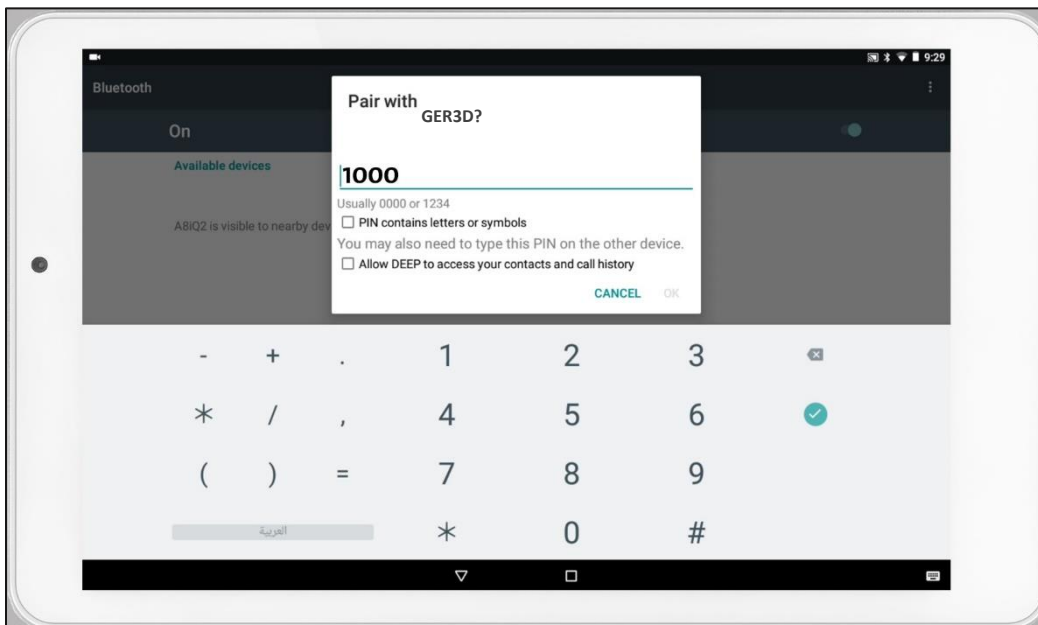 9:29
Bluetooth
On
Available devices
A8iQ2 is visible to nearby dev
Pair with
GER3D?
1000
Usually 0000 or 1234
PIN contains letters or symbols
You may also need to type this PIN on the other device.
Allow DEEP to access your contacts and call history
CANCEL OK
- + . 1 2 3
* / , 4 5 6
( ) = 7 8 9
العربية * 0 #